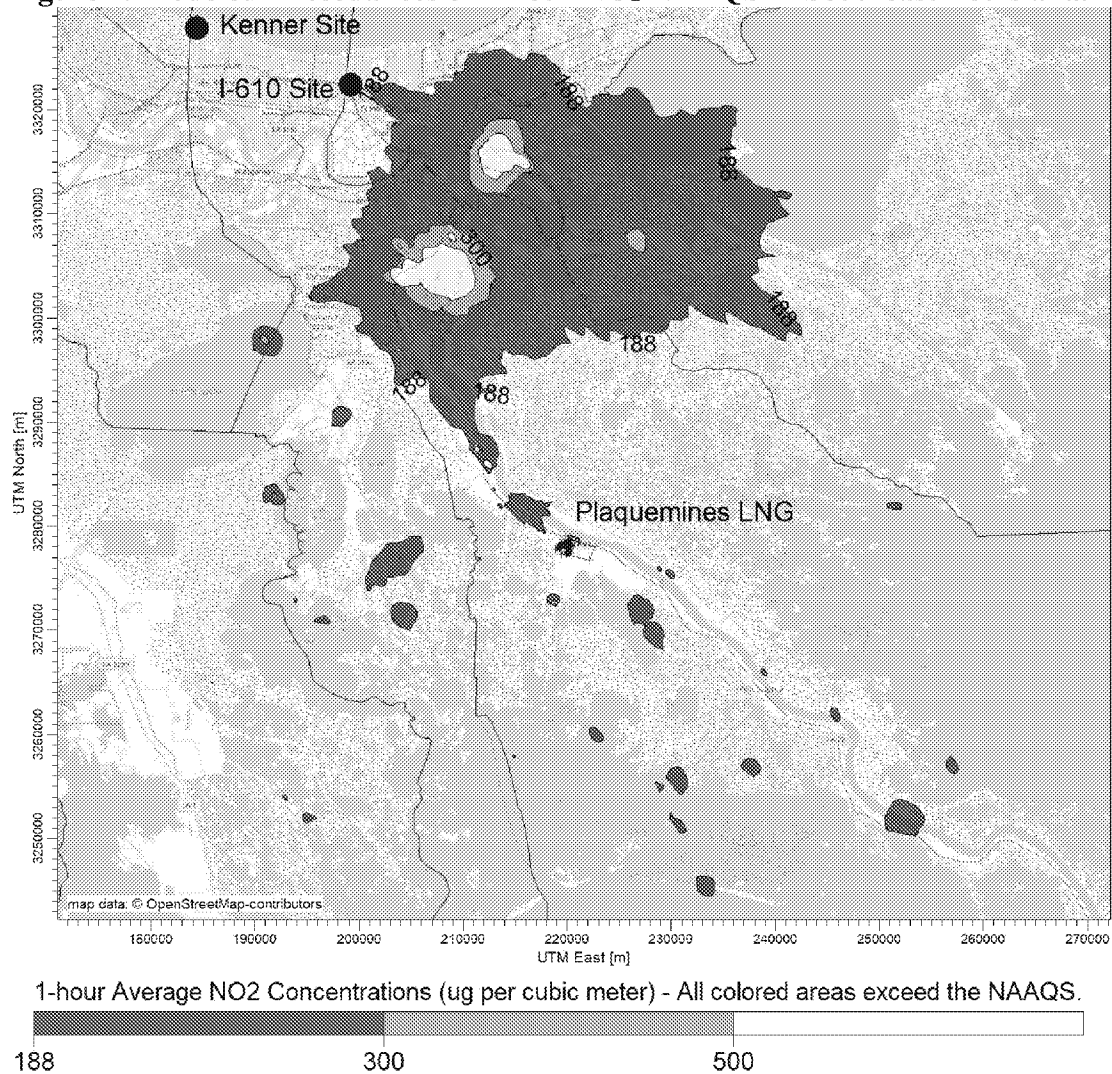 Kenner Site
I-610 Site
188
188
188
300
188
188
188
188
Plaquemines LNG
UTM North [m]
3320000
3310000
3300000
3290000
3280000
3270000
3260000
3250000
map data: © OpenStreetMap-contributors
180000 190000 200000 210000 220000 230000 240000 250000 260000 270000
UTM East [m]
1-hour Average NO2 Concentrations (ug per cubic meter) - All colored areas exceed the NAAQS.
188 300 500